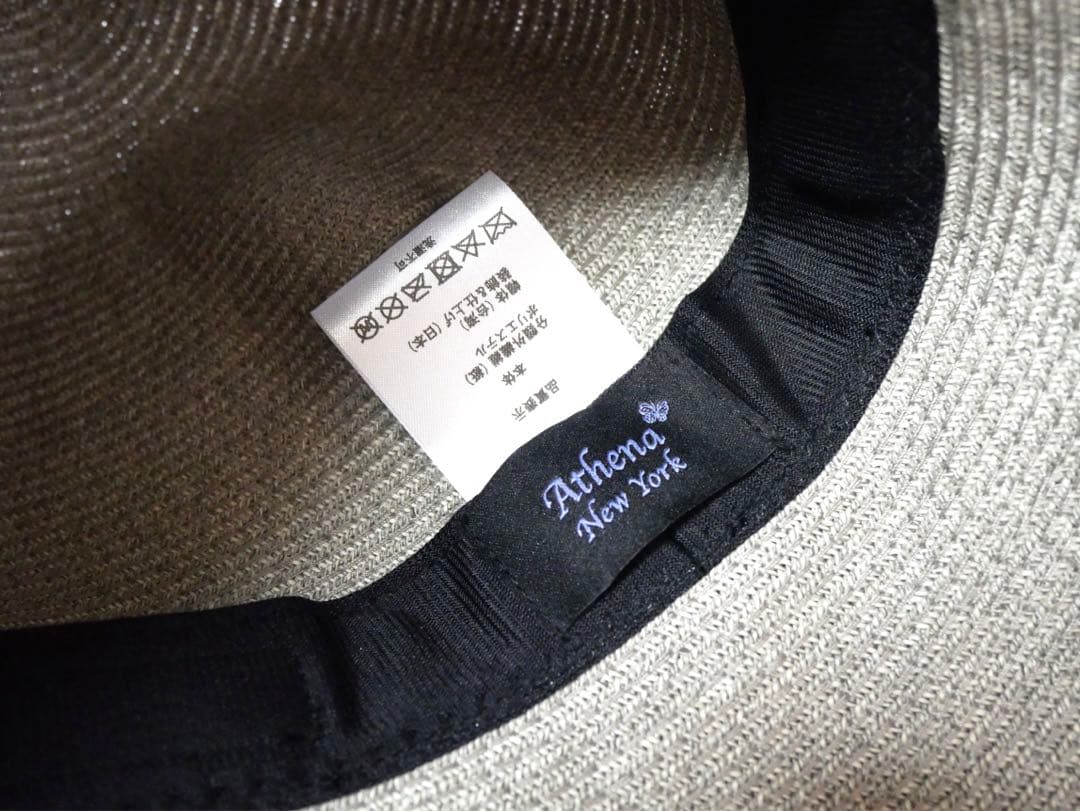 Athena
New York
品質表示
本体
分類外繊維（紙）
ポリエステル
物体（台湾）
装飾&仕上げ（日本）
洗濯不可